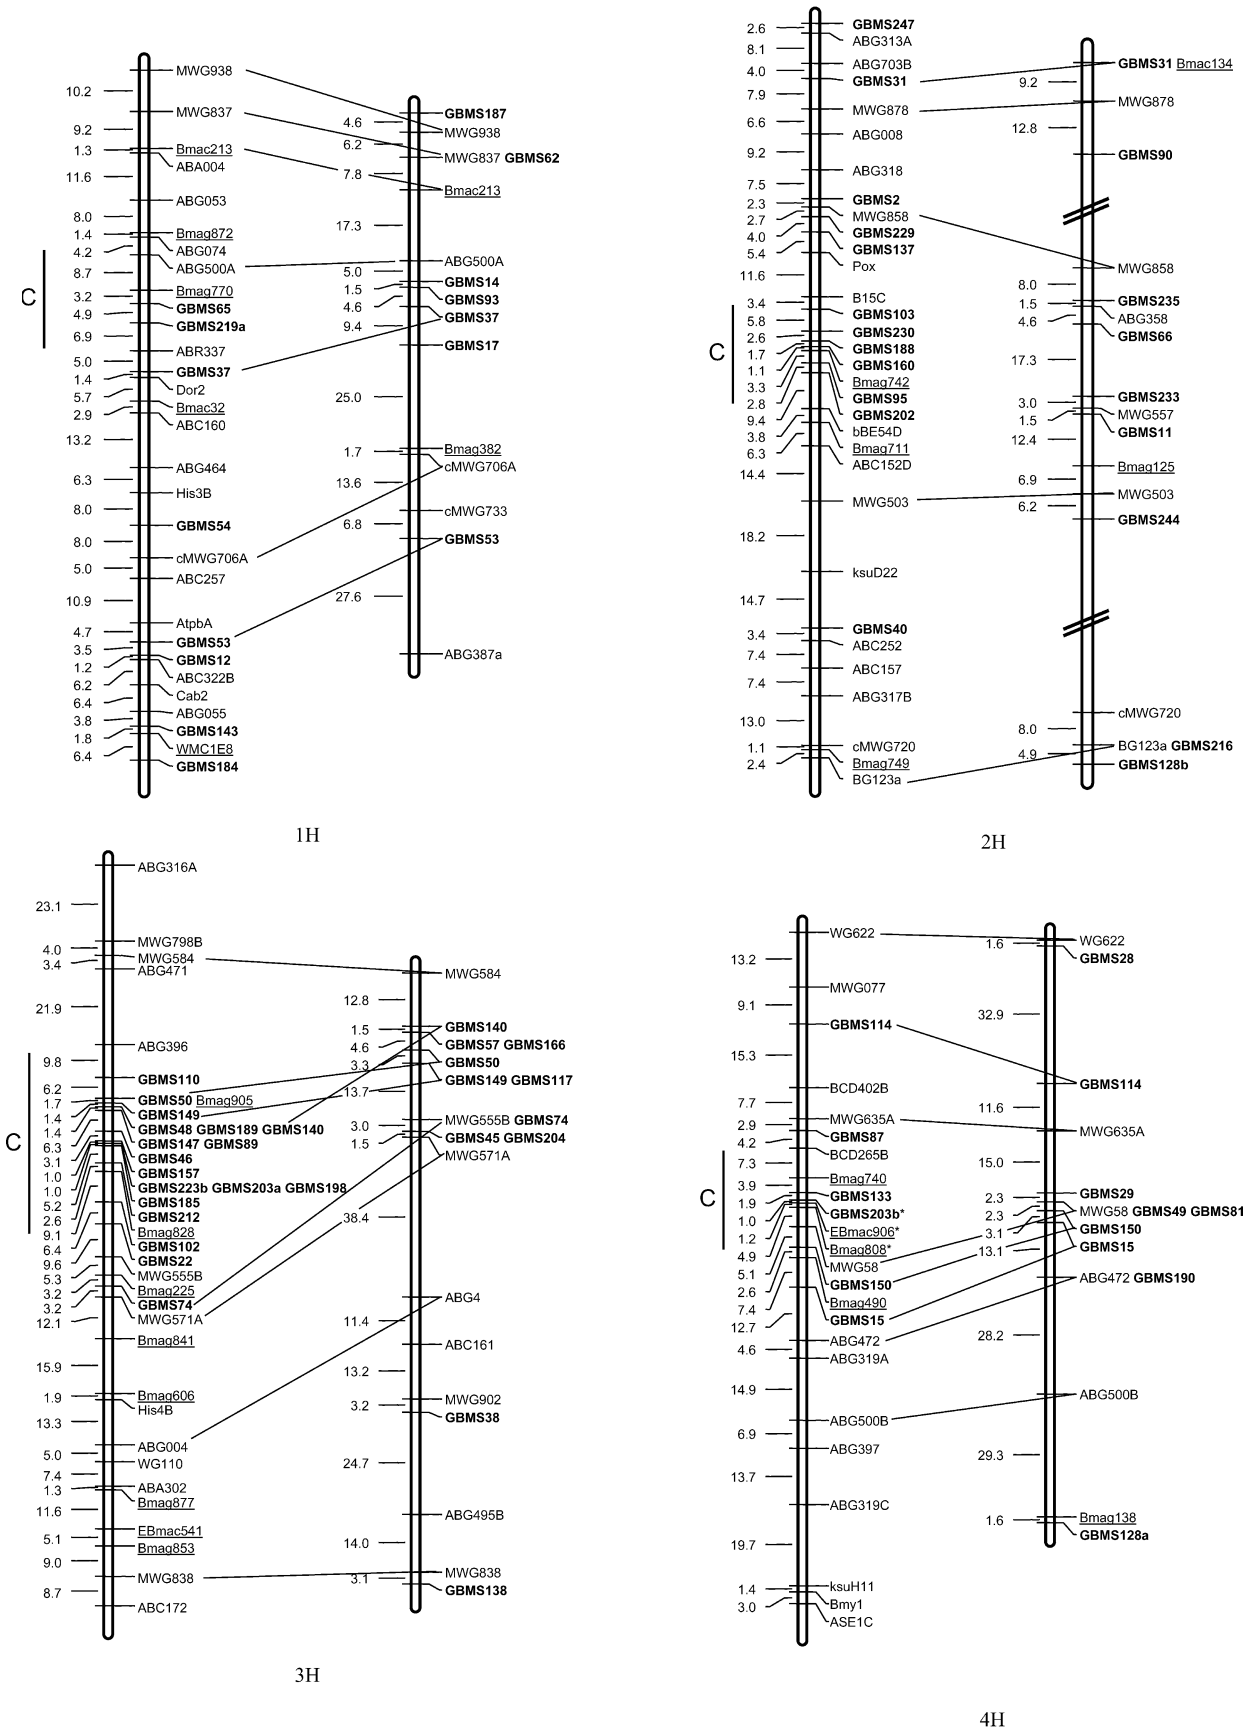 MWG938
10.2
MWG837
9.2
Bmac213
1.3
ABA004
11.6
ABG053
8.0
Bmag872
1.4
ABG074
4.2
ABG500A
8.7
Bmag770
3.2
GBMS65
4.9
GBMS219a
6.9
ABR337
5.0
GBMS37
1.4
Dor2
5.7
Bmac32
2.9
ABC160
13.2
ABG464
6.3
His3B
8.0
GBMS54
8.0
cMWG706A
5.0
ABC257
10.9
AtpbA
4.7
GBMS53
3.5
GBMS12
1.2
ABC322B
6.2
Cab2
6.4
ABG055
3.8
GBMS143
1.8
WMC1E8
6.4
GBMS184
C
GBMS187
4.6
MWG938
6.2
MWG837 GBMS62
7.8
Bmac213
17.3
ABG500A
5.0
GBMS14
1.5
GBMS93
4.6
GBMS37
9.4
GBMS17
25.0
Bmag382
1.7
cMWG706A
13.6
cMWG733
6.8
GBMS53
27.6
ABG387a
1H
GBMS247
2.6
ABG313A
8.1
ABG703B
4.0
GBMS31
7.9
MWG878
6.6
ABG008
9.2
ABG318
7.5
GBMS2
2.3
MWG858
2.7
GBMS229
4.0
GBMS137
5.4
Pox
11.6
B15C
3.4
GBMS103
5.8
GBMS230
2.6
GBMS188
1.7
GBMS160
1.1
Bmag742
3.3
GBMS95
2.8
GBMS202
9.4
bBE54D
3.8
Bmag711
6.3
ABC152D
14.4
MWG503
18.2
ksuD22
14.7
GBMS40
3.4
ABC252
7.4
ABC157
7.4
ABG317B
13.0
cMWG720
1.1
Bmag749
2.4
BG123a
C
GBMS31 Bmac134
9.2
MWG878
12.8
GBMS90
MWG858
8.0
GBMS235
1.5
ABG358
4.6
GBMS66
17.3
GBMS233
3.0
MWG557
1.5
GBMS11
12.4
Bmag125
6.9
MWG503
6.2
GBMS244
cMWG720
8.0
BG123a GBMS216
4.9
GBMS128b
2H
ABG316A
23.1
MWG798B
4.0
MWG584
3.4
ABG471
21.9
ABG396
9.8
GBMS110
6.2
GBMS50 Bmag905
1.7
GBMS149
1.4
GBMS48 GBMS189 GBMS140
1.4
GBMS147 GBMS89
6.3
GBMS46
3.1
GBMS157
1.0
GBMS223b GBMS203a GBMS198
1.0
GBMS185
5.2
GBMS212
2.6
Bmag828
9.1
GBMS102
6.4
GBMS22
9.6
MWG555B
5.3
Bmag225
3.2
GBMS74
3.2
MWG571A
12.1
Bmag841
15.9
Bmag606
1.9
His4B
13.3
ABG004
5.0
WG110
7.4
ABA302
1.3
Bmag877
11.6
EBmac541
5.1
Bmag853
9.0
MWG838
8.7
ABC172
C
MWG584
12.8
GBMS140
1.5
GBMS57 GBMS166
4.6
GBMS50
3.3
GBMS149 GBMS117
13.7
MWG555B GBMS74
3.0
GBMS45 GBMS204
1.5
MWG571A
38.4
ABG4
11.4
ABC161
13.2
MWG902
3.2
GBMS38
24.7
ABG495B
14.0
MWG838
3.1
GBMS138
3H
WG622
13.2
MWG077
9.1
GBMS114
15.3
BCD402B
7.7
MWG635A
2.9
GBMS87
4.2
BCD265B
7.3
Bmag740
3.9
GBMS133
1.9
GBMS203b*
1.0
EBmac906*
1.2
Bmag808*
4.9
MWG58
5.1
GBMS150
2.6
Bmag490
7.4
GBMS15
12.7
ABG472
4.6
ABG319A
14.9
ABG500B
6.9
ABG397
13.7
ABG319C
19.7
ksuH11
1.4
Bmy1
3.0
ASE1C
C
WG622
1.6
GBMS28
32.9
GBMS114
11.6
MWG635A
15.0
GBMS29
2.3
MWG58 GBMS49 GBMS81
2.3
GBMS150
3.1
GBMS15
13.1
ABG472 GBMS190
28.2
ABG500B
29.3
Bmag138
1.6
GBMS128a
4H